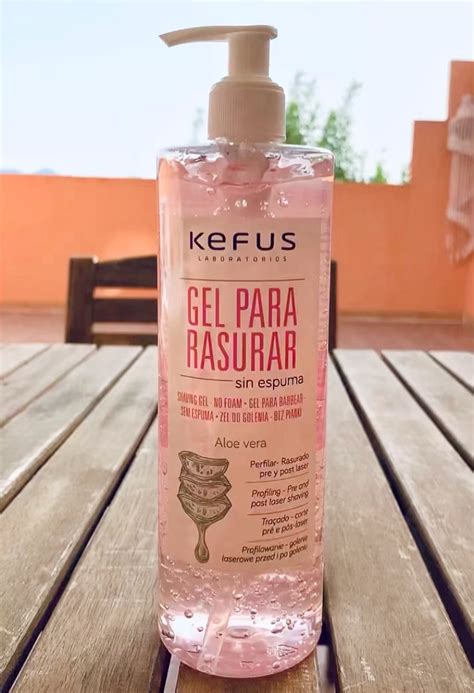 KEFUS
LABORATORIOS
GEL PARA
RASURAR
sin espuma
SHAVING GEL - NO FOAM - GEL PARA BARBEAR -
SEM ESPUMA - ŻEL DO GOLENIA - BEZ PIANKI
Aloe vera
Perfilar- Rasurado
pre y post laser
Profiling - Pre and
post laser shaving
Traçado - corte
pré e pós-laser
Profilowanie - golenie
laserowe przed i po golenie